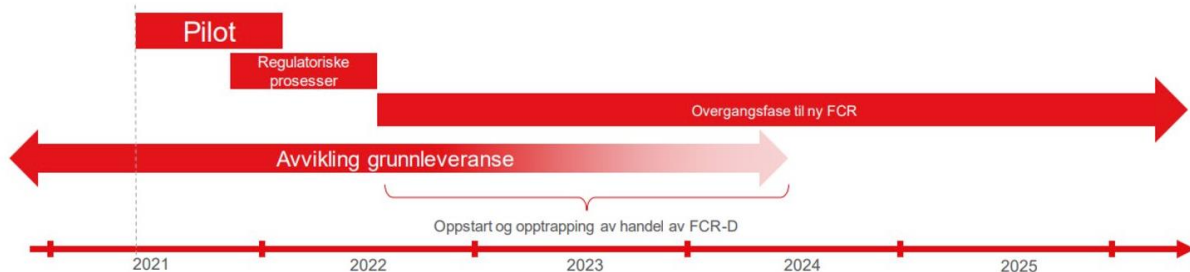 Pilot
Regulatoriske
prosesser
Overgangsfase til ny FCR
Avvikling grunnleveranse
Oppstart og opptrapping av handel av FCR-D
2021
2022
2023
2024
2025